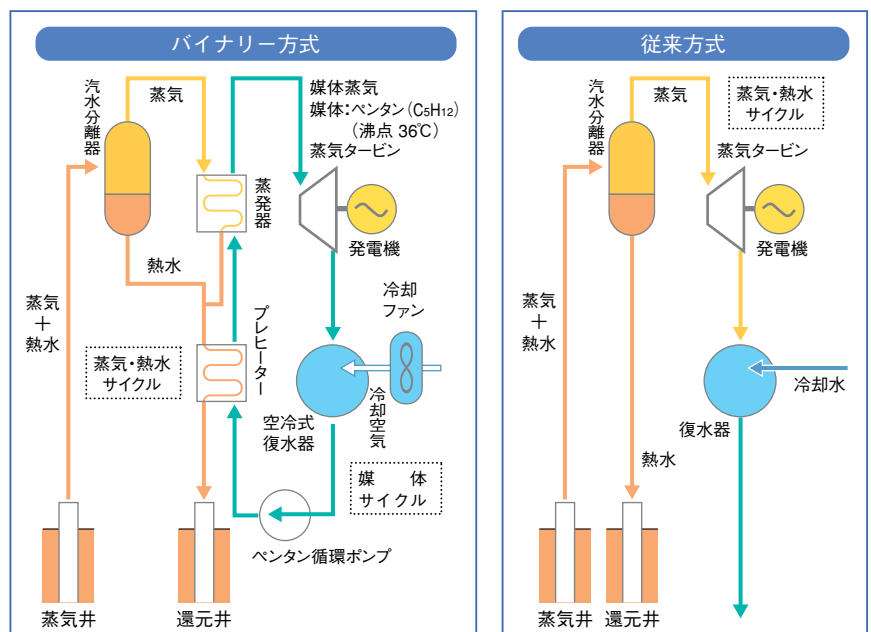 バイナリー方式
汽水分離器
蒸気
媒体蒸気
媒体：ペンタン（C5H12）
（沸点 36℃）
蒸気タービン
蒸発器
発電機
熱水
蒸気
＋
熱水
プレヒーター
冷却
ファン
蒸気・熱水
サイクル
冷却空気
空冷式
復水器
媒　体
サイクル
ペンタン循環ポンプ
蒸気井
還元井
従来方式
汽水分離器
蒸気
蒸気・熱水
サイクル
蒸気タービン
発電機
蒸気
＋
熱水
冷却水
復水器
熱水
蒸気井
還元井